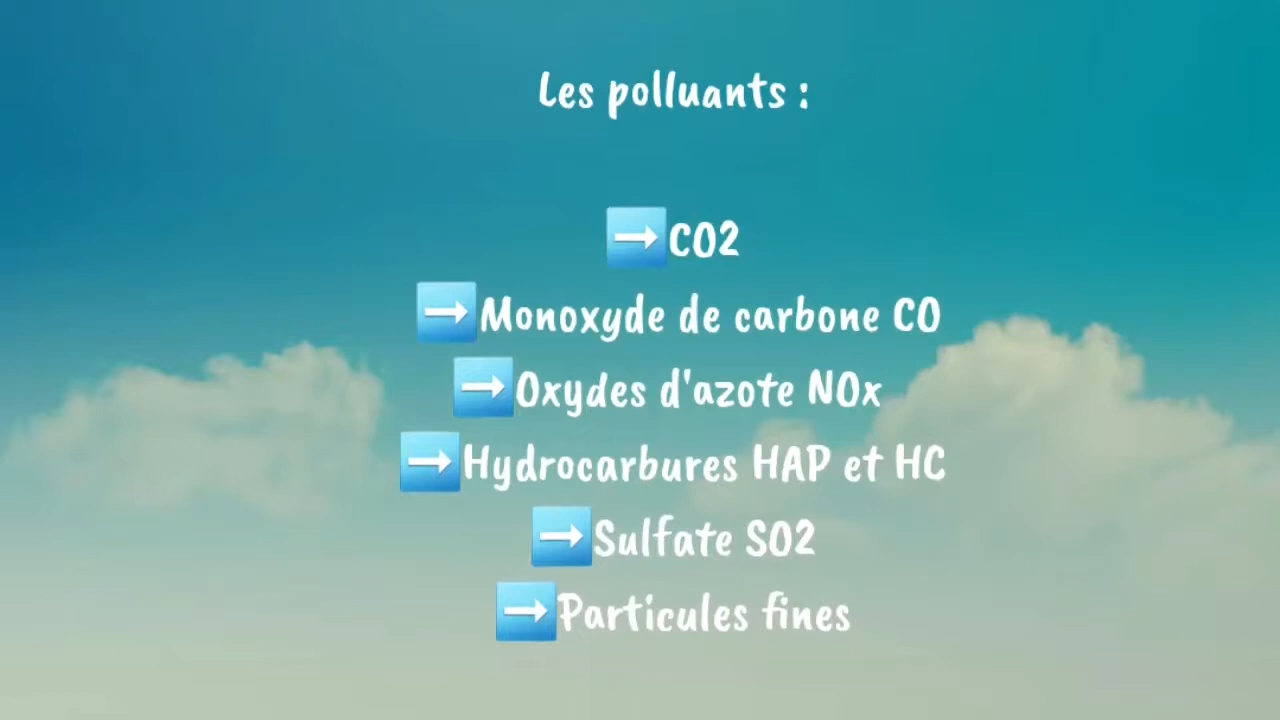 Les polluants :
➡️CO2
➡️Monoxyde de carbone CO
➡️Oxydes d'azote NOx
➡️Hydrocarbures HAP et HC
➡️Sulfate SO2
➡️Particules fines